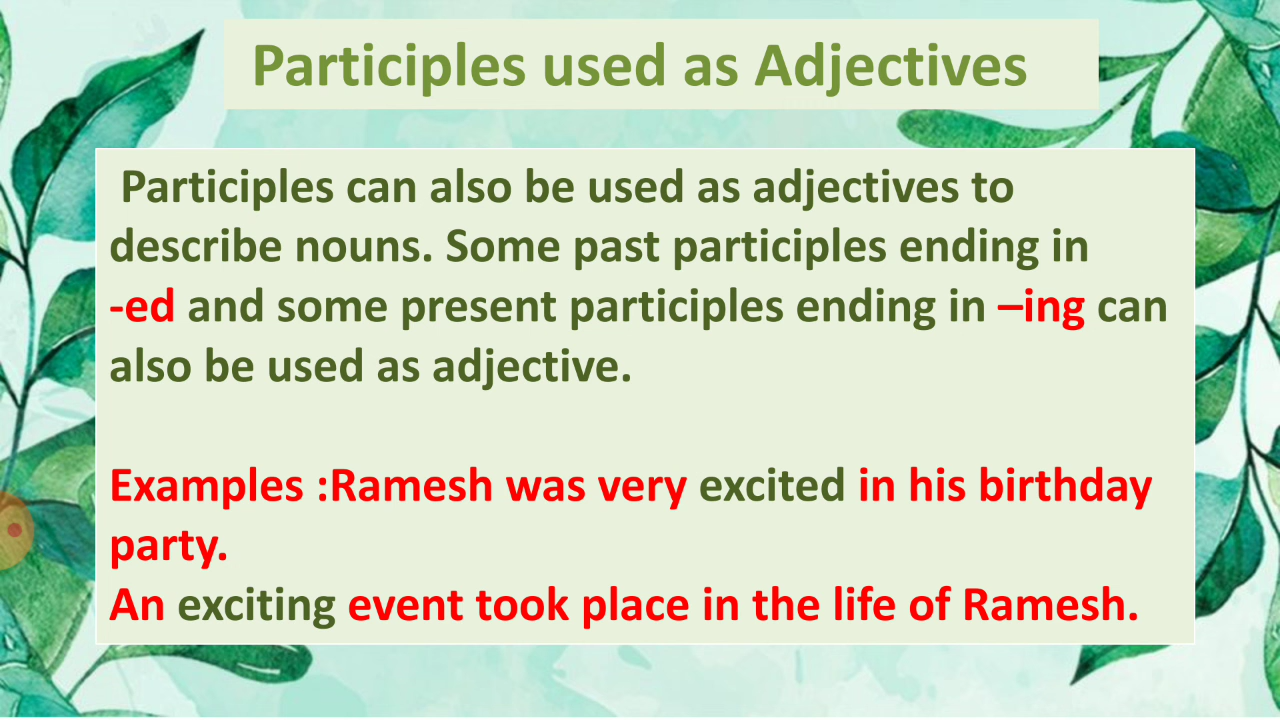 Participles used as Adjectives
Participles can also be used as adjectives to
describe nouns. Some past participles ending in
-ed and some present participles ending in –ing can
also be used as adjective.
Examples :Ramesh was very excited in his birthday
party.
An exciting event took place in the life of Ramesh.